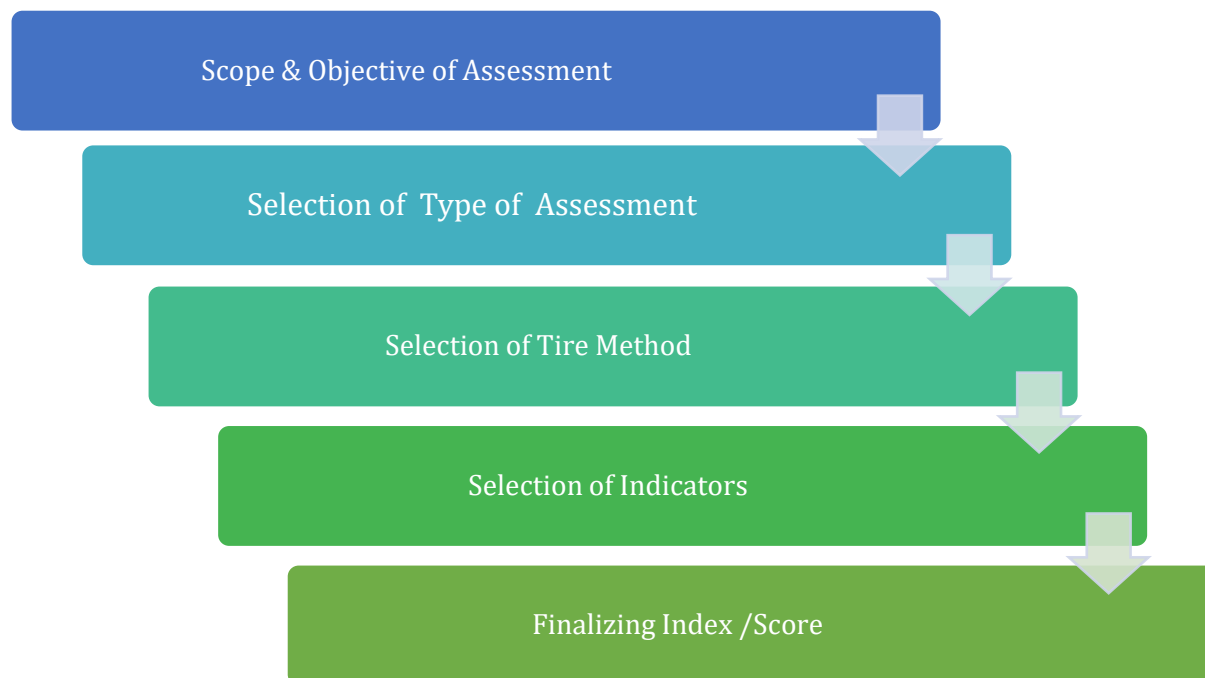 Scope & Objective of Assessment
Selection of Type of Assessment
Selection of Tire Method
Selection of Indicators
Finalizing Index /Score